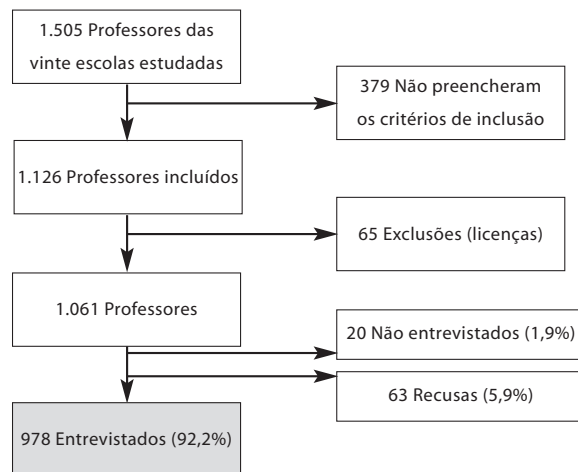 1.505 Professores das
vinte escolas estudadas
379 Não preencheram
os critérios de inclusão
1.126 Professores incluídos
65 Exclusões (licenças)
1.061 Professores
20 Não entrevistados (1,9%)
63 Recusas (5,9%)
978 Entrevistados (92,2%)